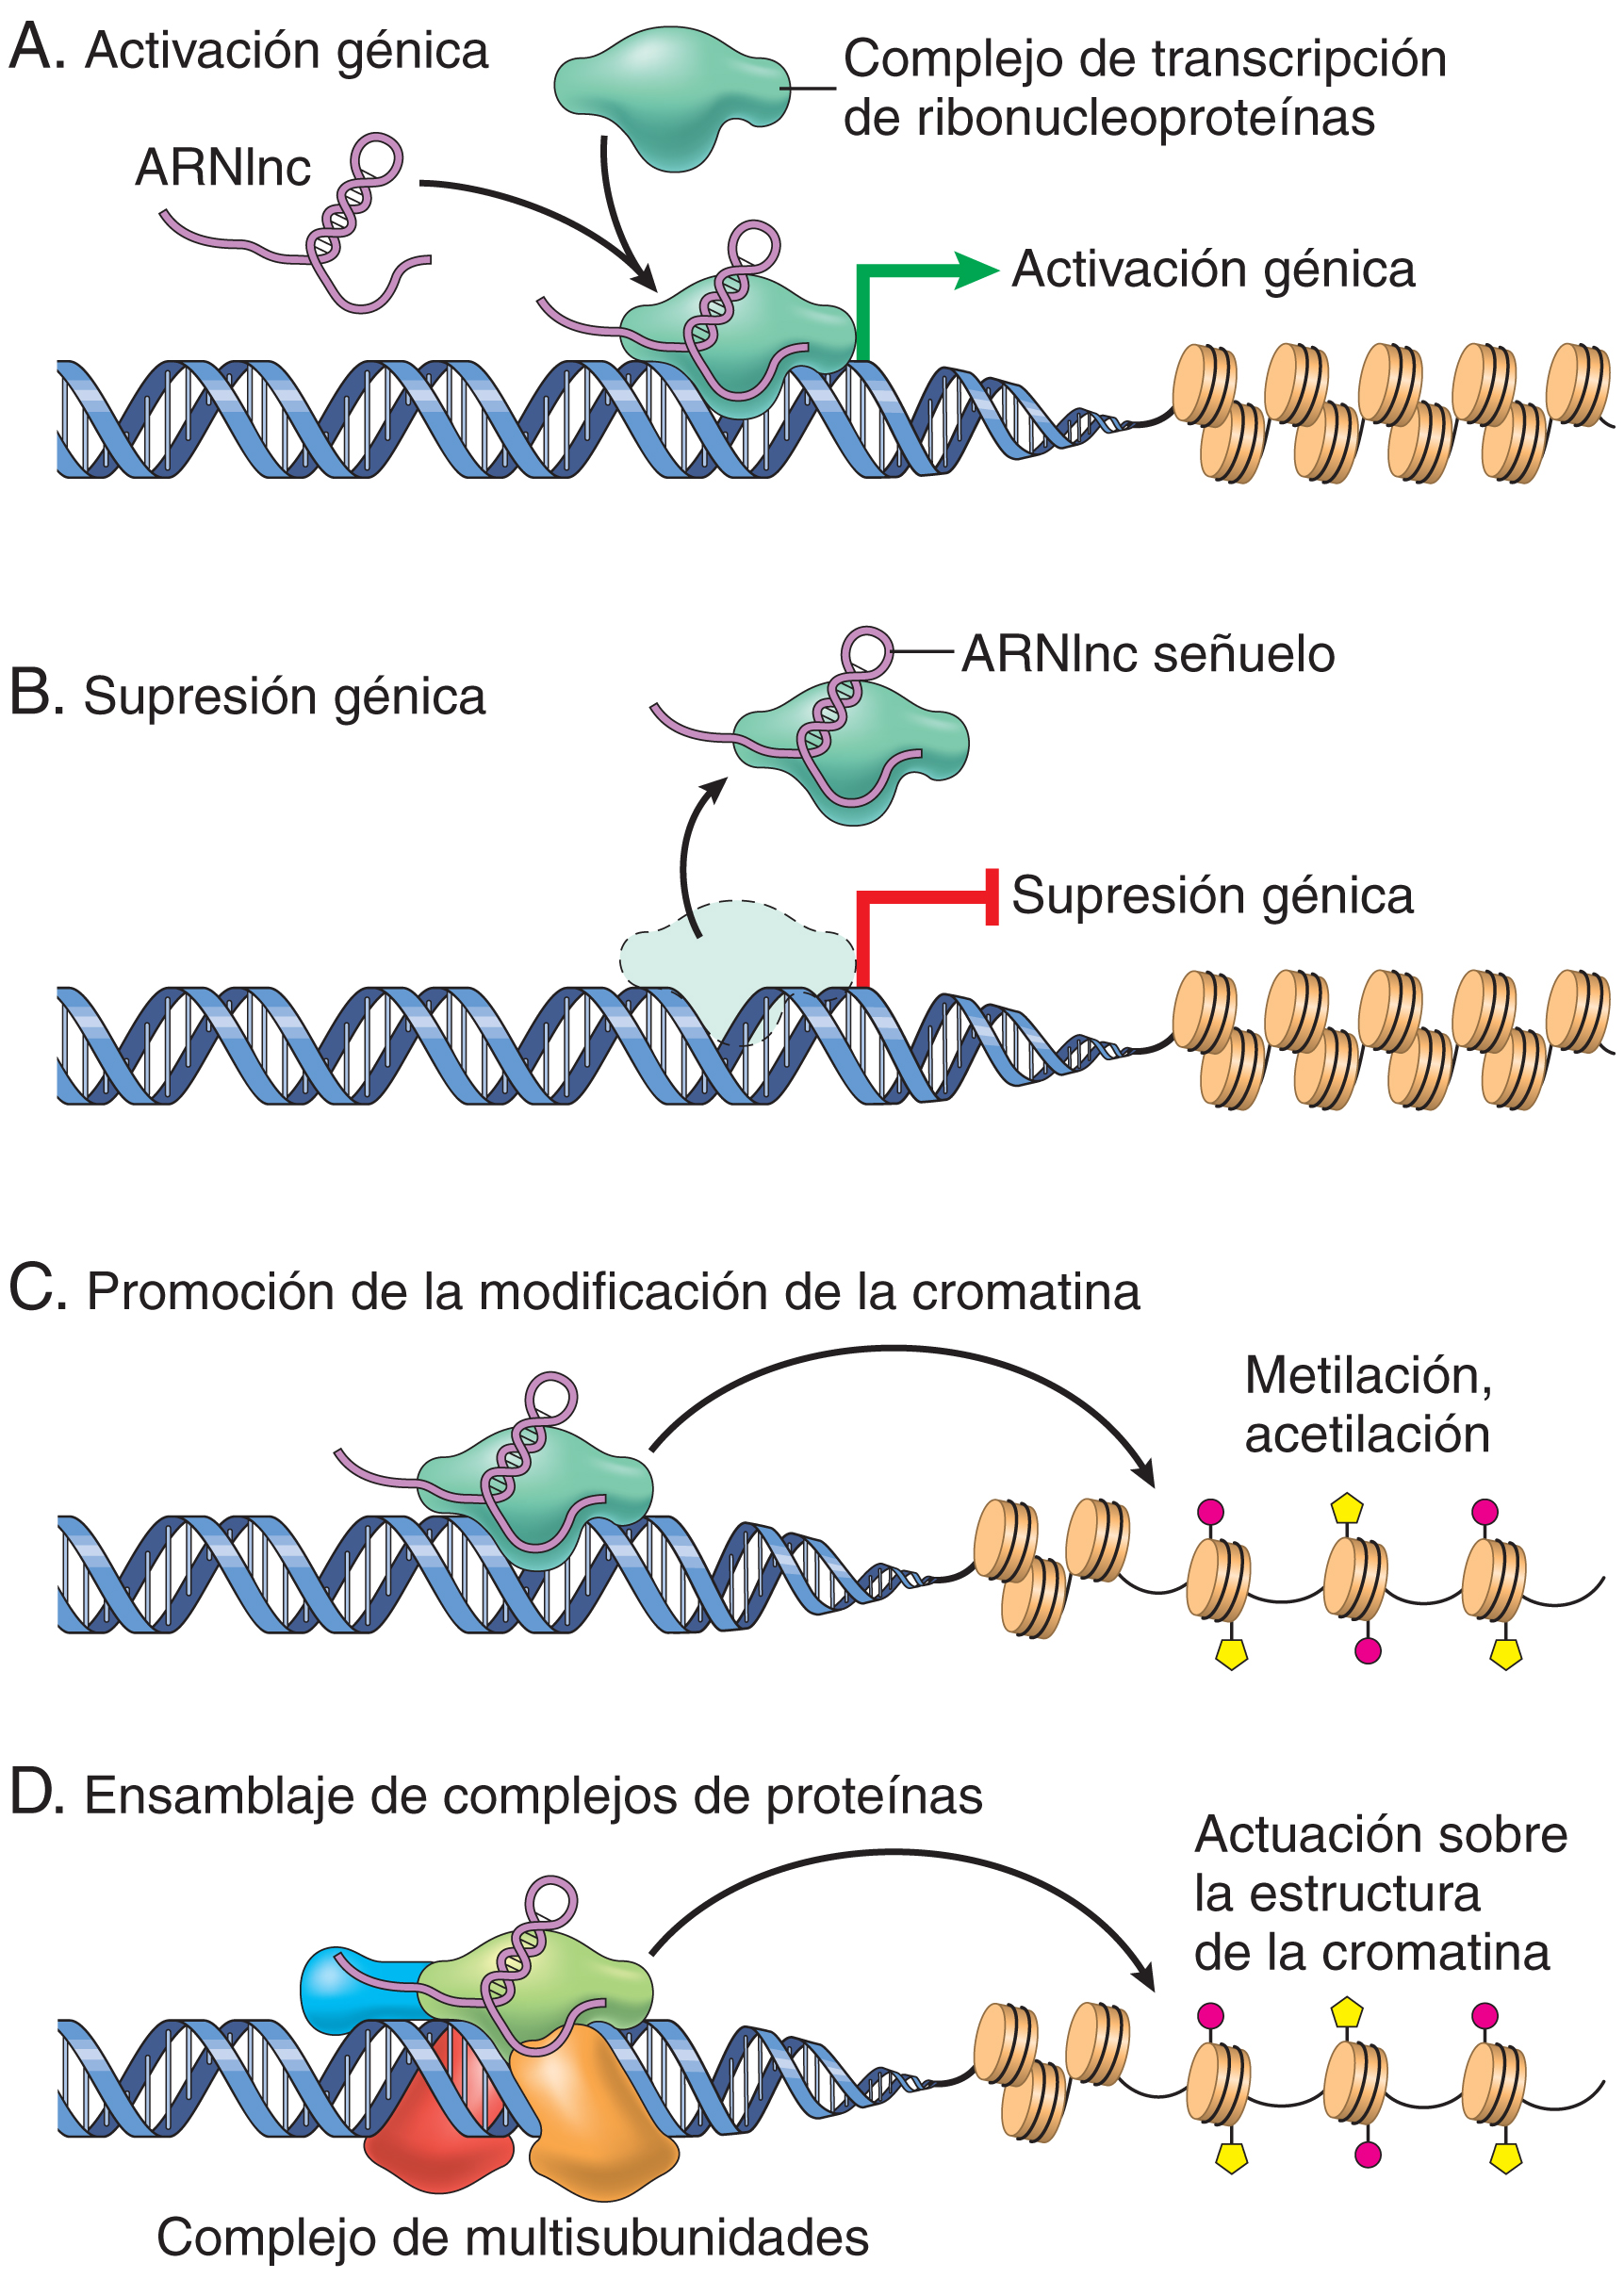 A. Activación génica
Complejo de transcripción
de ribonucleoproteínas
ARNlnc
Activación génica
B. Supresión génica
ARNlnc señuelo
Supresión génica
C. Promoción de la modificación de la cromatina
Metilación,
acetilación
D. Ensamblaje de complejos de proteínas
Actuación sobre
la estructura
de la cromatina
Complejo de multisubunidades